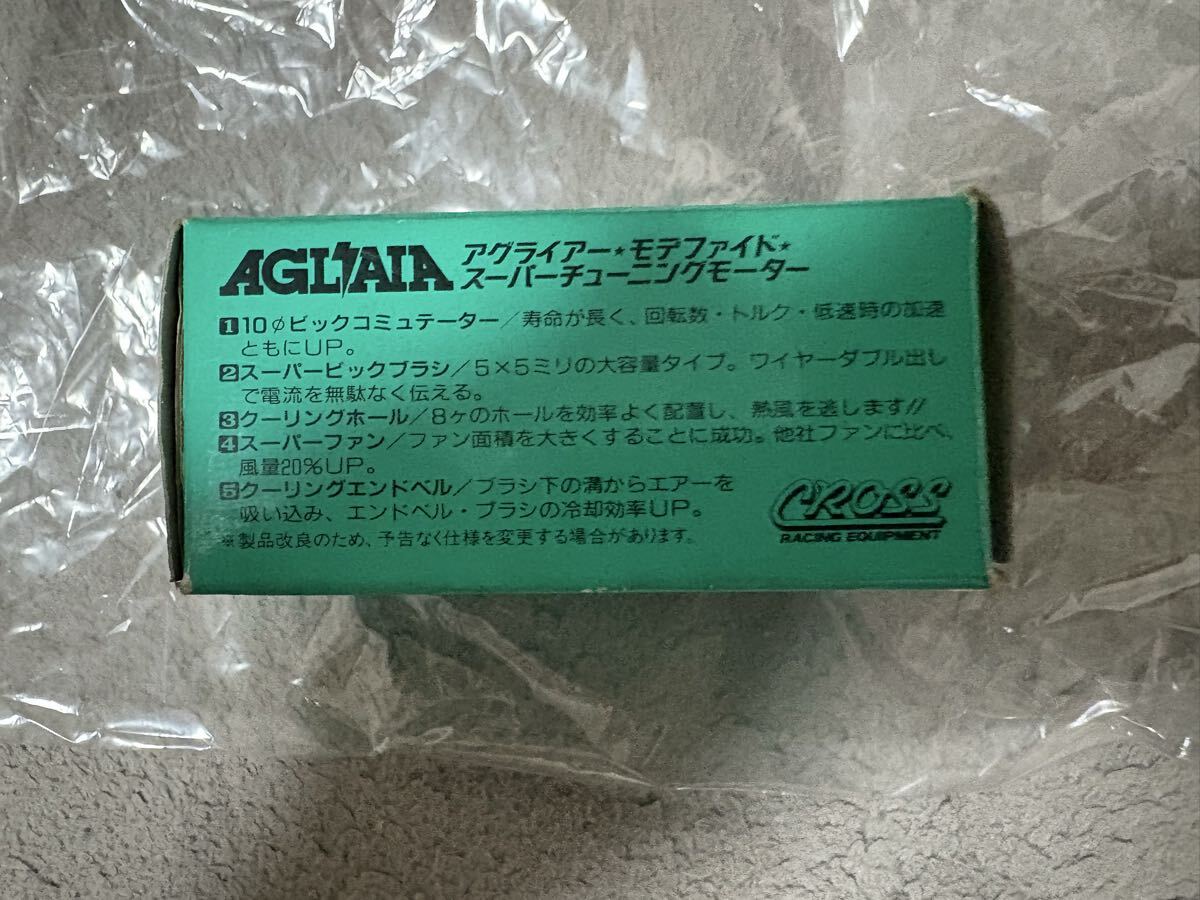 AGLAIA アグライアー★モデファイド★
スーパーチューニングモーター
1 10φビックコミュテーター/寿命が長く、回転数・トルク・低速時の加速
ともにUP。
2 スーパービックブラシ/5×5ミリの大容量タイプ。ワイヤーダブル出し
で電流を無駄なく伝える。
3 クーリングホール/8ヶのホールを効率よく配置し、熱風を逃します!!
4 スーパーファン/ファン面積を大きくすることに成功。他社ファンに比べ、
風量20%UP。
5 クーリングエンドベル/ブラシ下の溝からエアーを
吸い込み、エンドベル・ブラシの冷却効率UP。
※製品改良のため、予告なく仕様を変更する場合があります。
CROSS
RACING EQUIPMENT